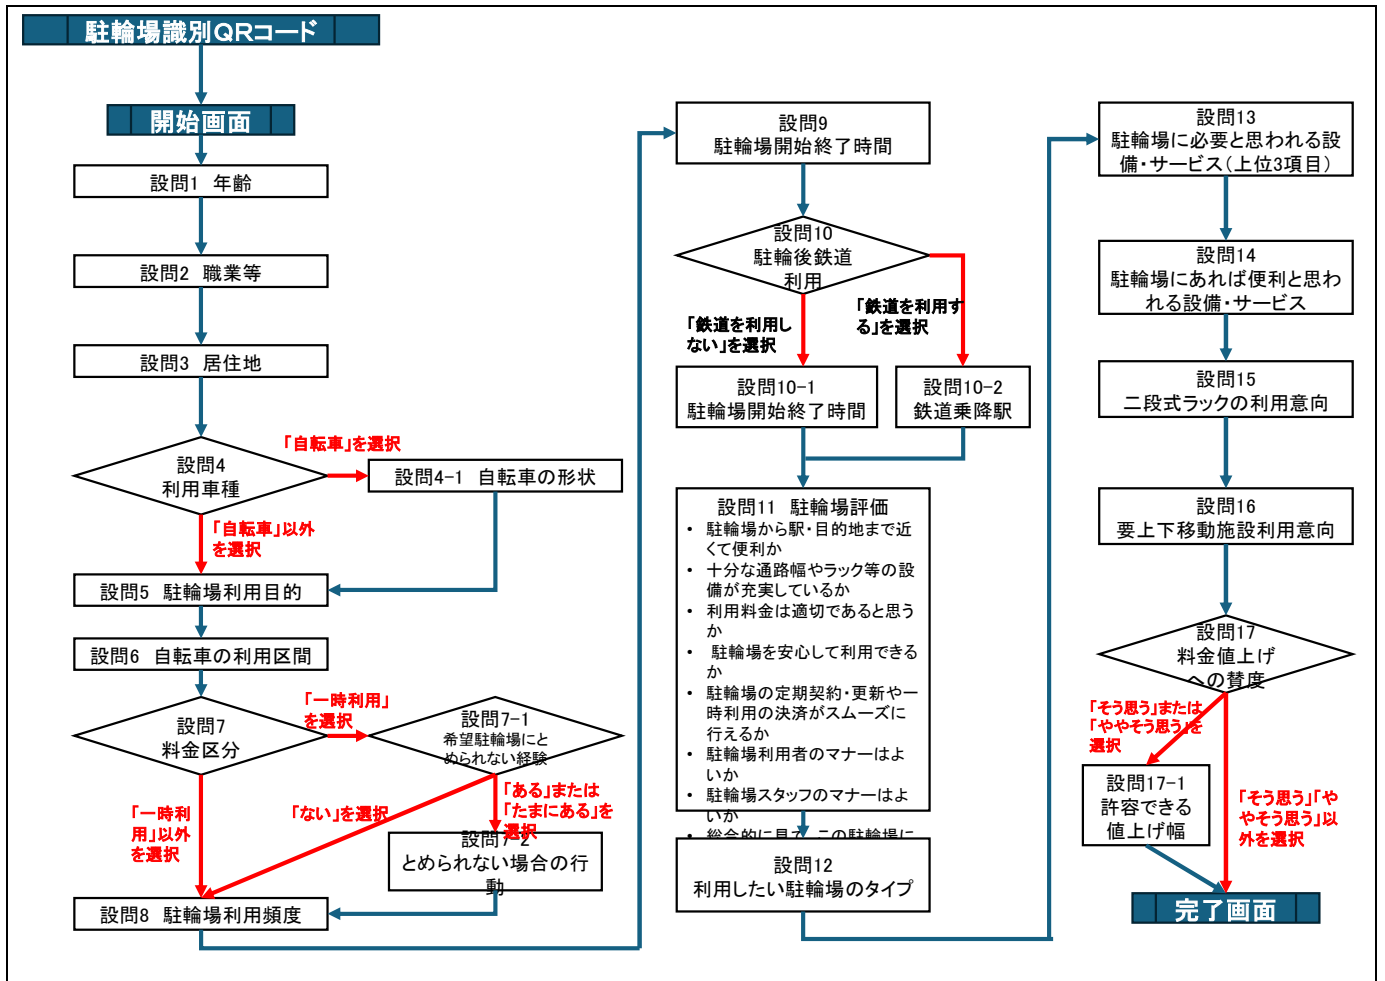 駐輪場識別QRコード
開始画面
設問1 年齢
設問2 職業等
設問3 居住地
設問4
利用車種
「自転車」を選択
設問4-1 自転車の形状
「自転車」以外
を選択
設問5 駐輪場利用目的
設問6 自転車の利用区間
設問7
料金区分
「一時利用」
を選択
設問7-1
希望駐輪場にと
められない経験
「一時利
用」以外
を選択
「ない」を選択
「ある」または
「たまにある」を
選択
設問7-2
とめられない場合の行
動
設問8 駐輪場利用頻度
設問9
駐輪場開始終了時間
設問10
駐輪後鉄道
利用
「鉄道を利用し
ない」を選択
「鉄道を利用す
る」を選択
設問10-1
駐輪場開始終了時間
設問10-2
鉄道乗降駅
設問11 駐輪場評価
• 駐輪場から駅・目的地まで近
くて便利か
• 十分な通路幅やラック等の設
備が充実しているか
• 利用料金は適切であると思う
か
• 駐輪場を安心して利用できる
か
• 駐輪場の定期契約・更新や一
時利用の決済がスムーズに
行えるか
• 駐輪場利用者のマナーはよ
いか
• 駐輪場スタッフのマナーはよ
いか
• 総合的に見て、この駐輪場に
設問12
利用したい駐輪場のタイプ
設問13
駐輪場に必要と思われる設
備・サービス(上位3項目)
設問14
駐輪場にあれば便利と思わ
れる設備・サービス
設問15
二段式ラックの利用意向
設問16
要上下移動施設利用意向
設問17
料金値上げ
への賛度
「そう思う」または
「ややそう思う」を
選択
設問17-1
許容できる
値上げ幅
「そう思う」「や
やそう思う」以
外を選択
完了画面